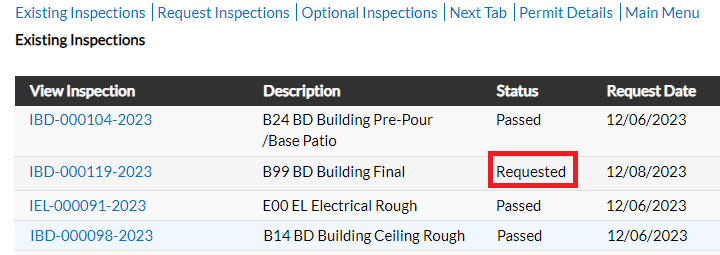 Existing Inspections | Request Inspections | Optional Inspections | Next Tab | Permit Details | Main Menu
Existing Inspections
View Inspection Description Status Request Date
IBD-000104-2023 B24 BD Building Pre-Pour Passed 12/06/2023
/Base Patio
IBD-000119-2023 B99 BD Building Final Requested 12/08/2023
IEL-000091-2023 E00 EL Electrical Rough Passed 12/06/2023
IBD-000098-2023 B14 BD Building Ceiling Rough Passed 12/06/2023